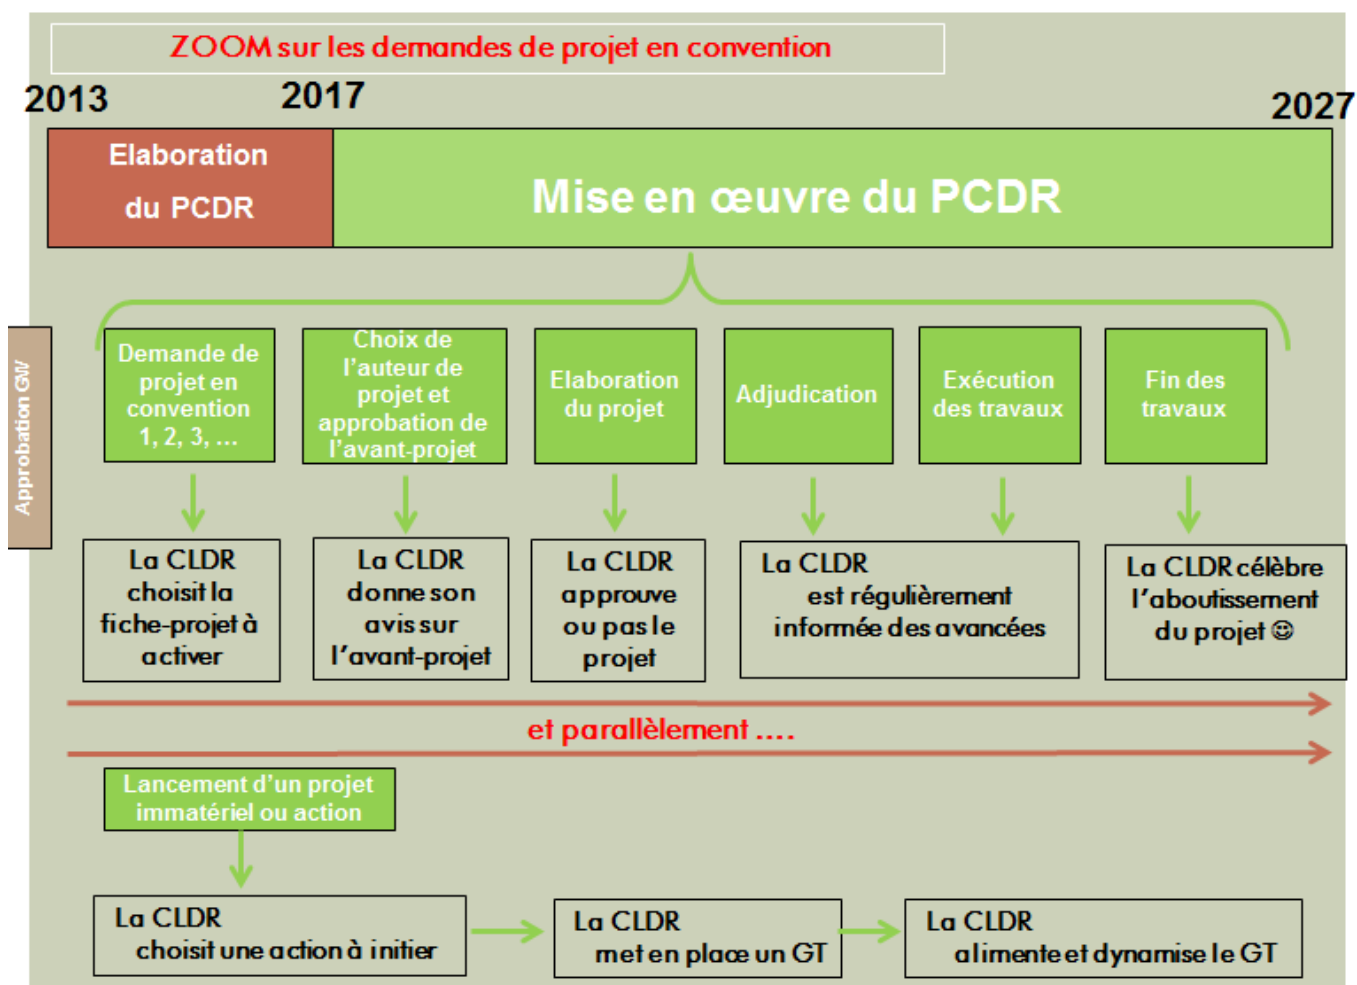 ZOOM sur les demandes de projet en convention
2013
2017
2027
Elaboration
du PCDR
Mise en œuvre du PCDR
Approbation GW
Demande de
projet en
convention
1, 2, 3, …
Choix de
l’auteur de
projet et
approbation de
l’avant-projet
Elaboration
du projet
Adjudication
Exécution
des travaux
Fin des
travaux
La CLDR
choisit la
fiche-projet à
activer
La CLDR
donne son
avis sur
l’avant-projet
La CLDR
approuve
ou pas le
projet
La CLDR
est régulièrement
informée des avancées
La CLDR célèbre
l’aboutissement
du projet ☺
et parallèlement ….
Lancement d’un projet
immatériel ou action
La CLDR
choisit une action à initier
La CLDR
met en place un GT
La CLDR
alimente et dynamise le GT